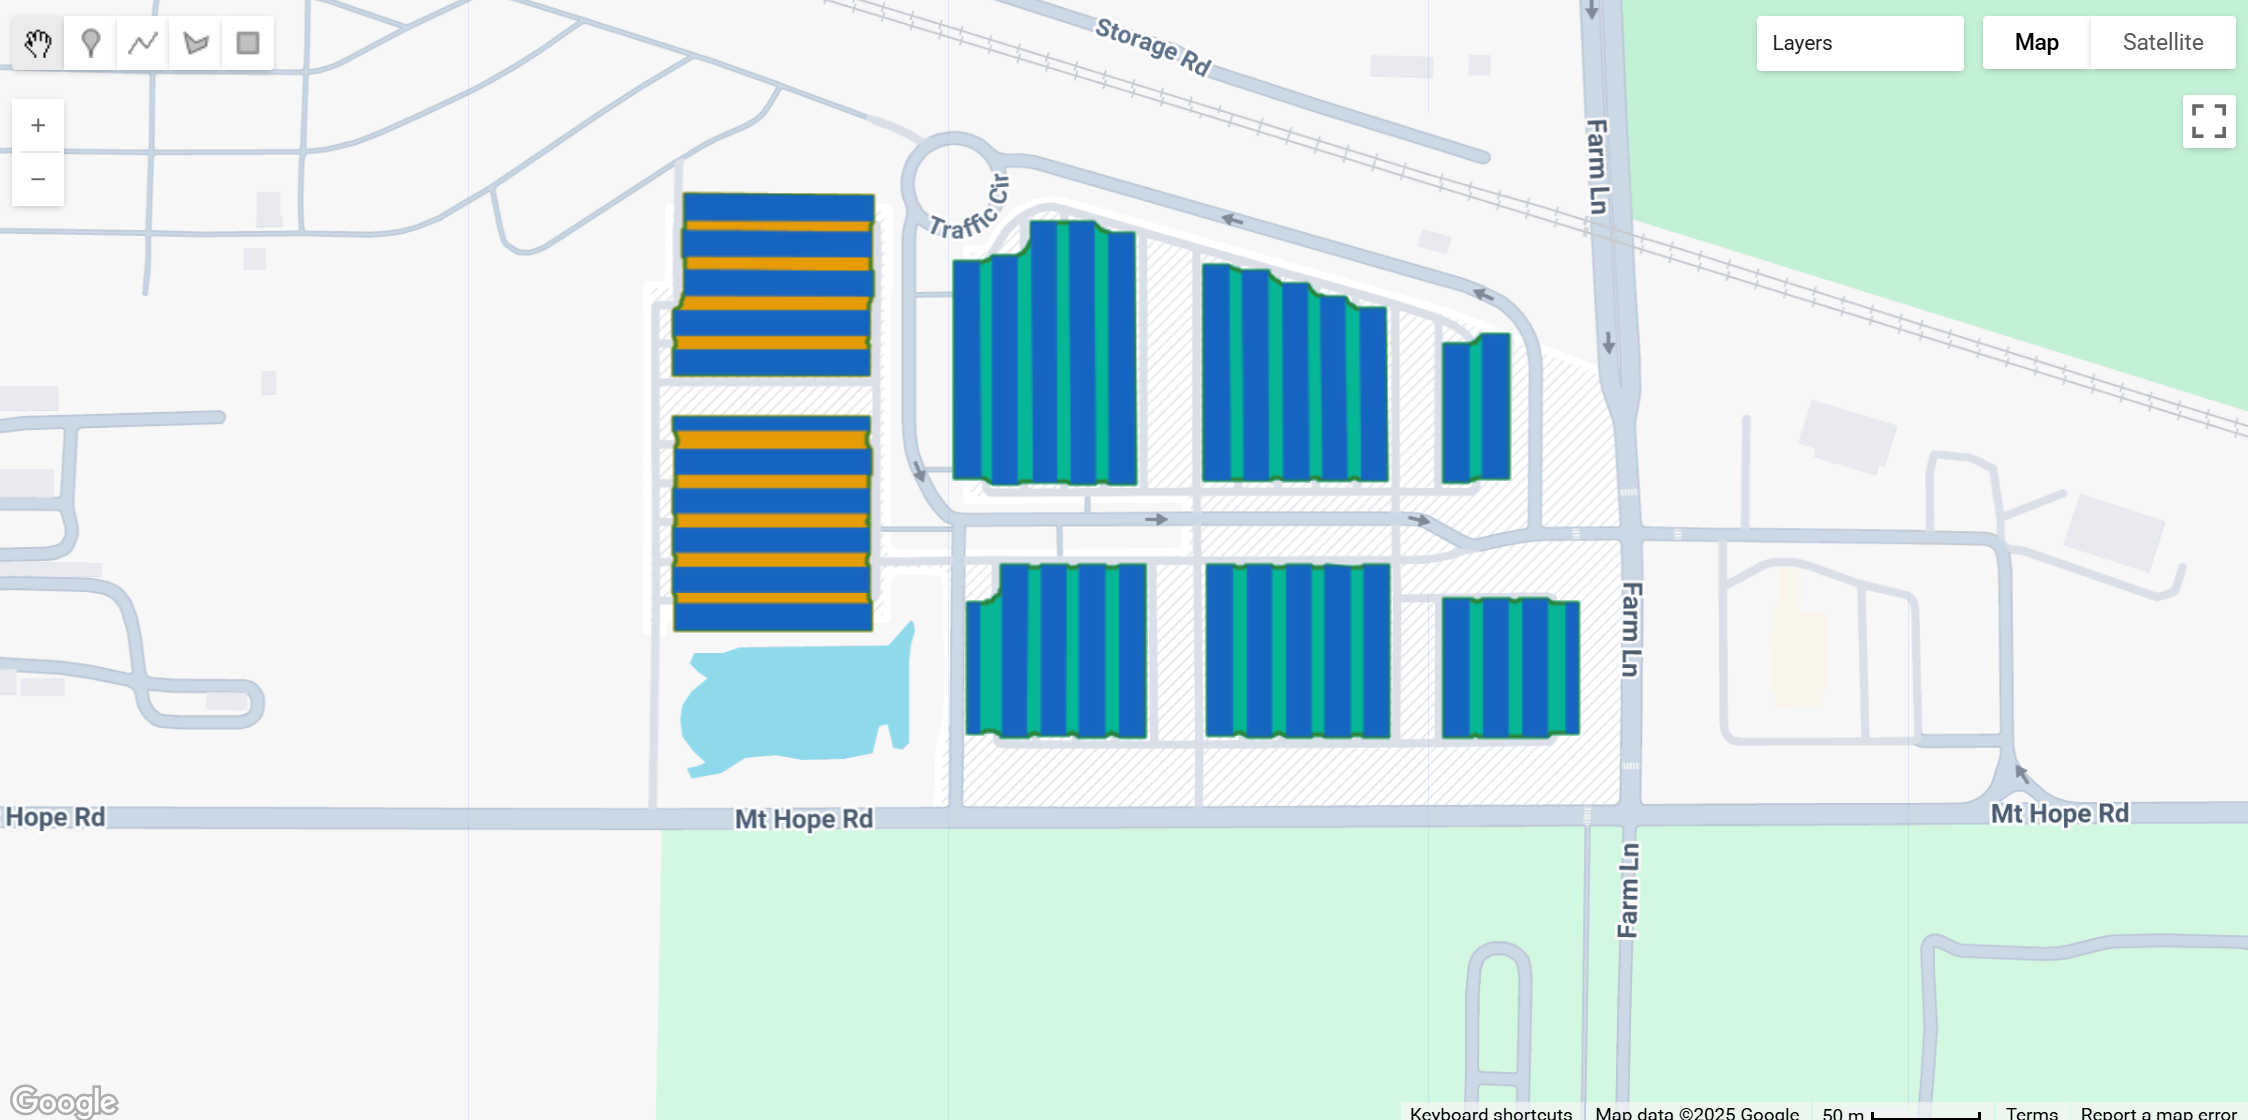 Storage Rd
Layers
Map
Satellite
+
−
Farm Ln
Traffic Cir
Farm Ln
Hope Rd
Mt Hope Rd
Mt Hope Rd
Farm Ln
Google
Keyboard shortcuts
Map data ©2025 Google
50 m
Terms
Report a map error